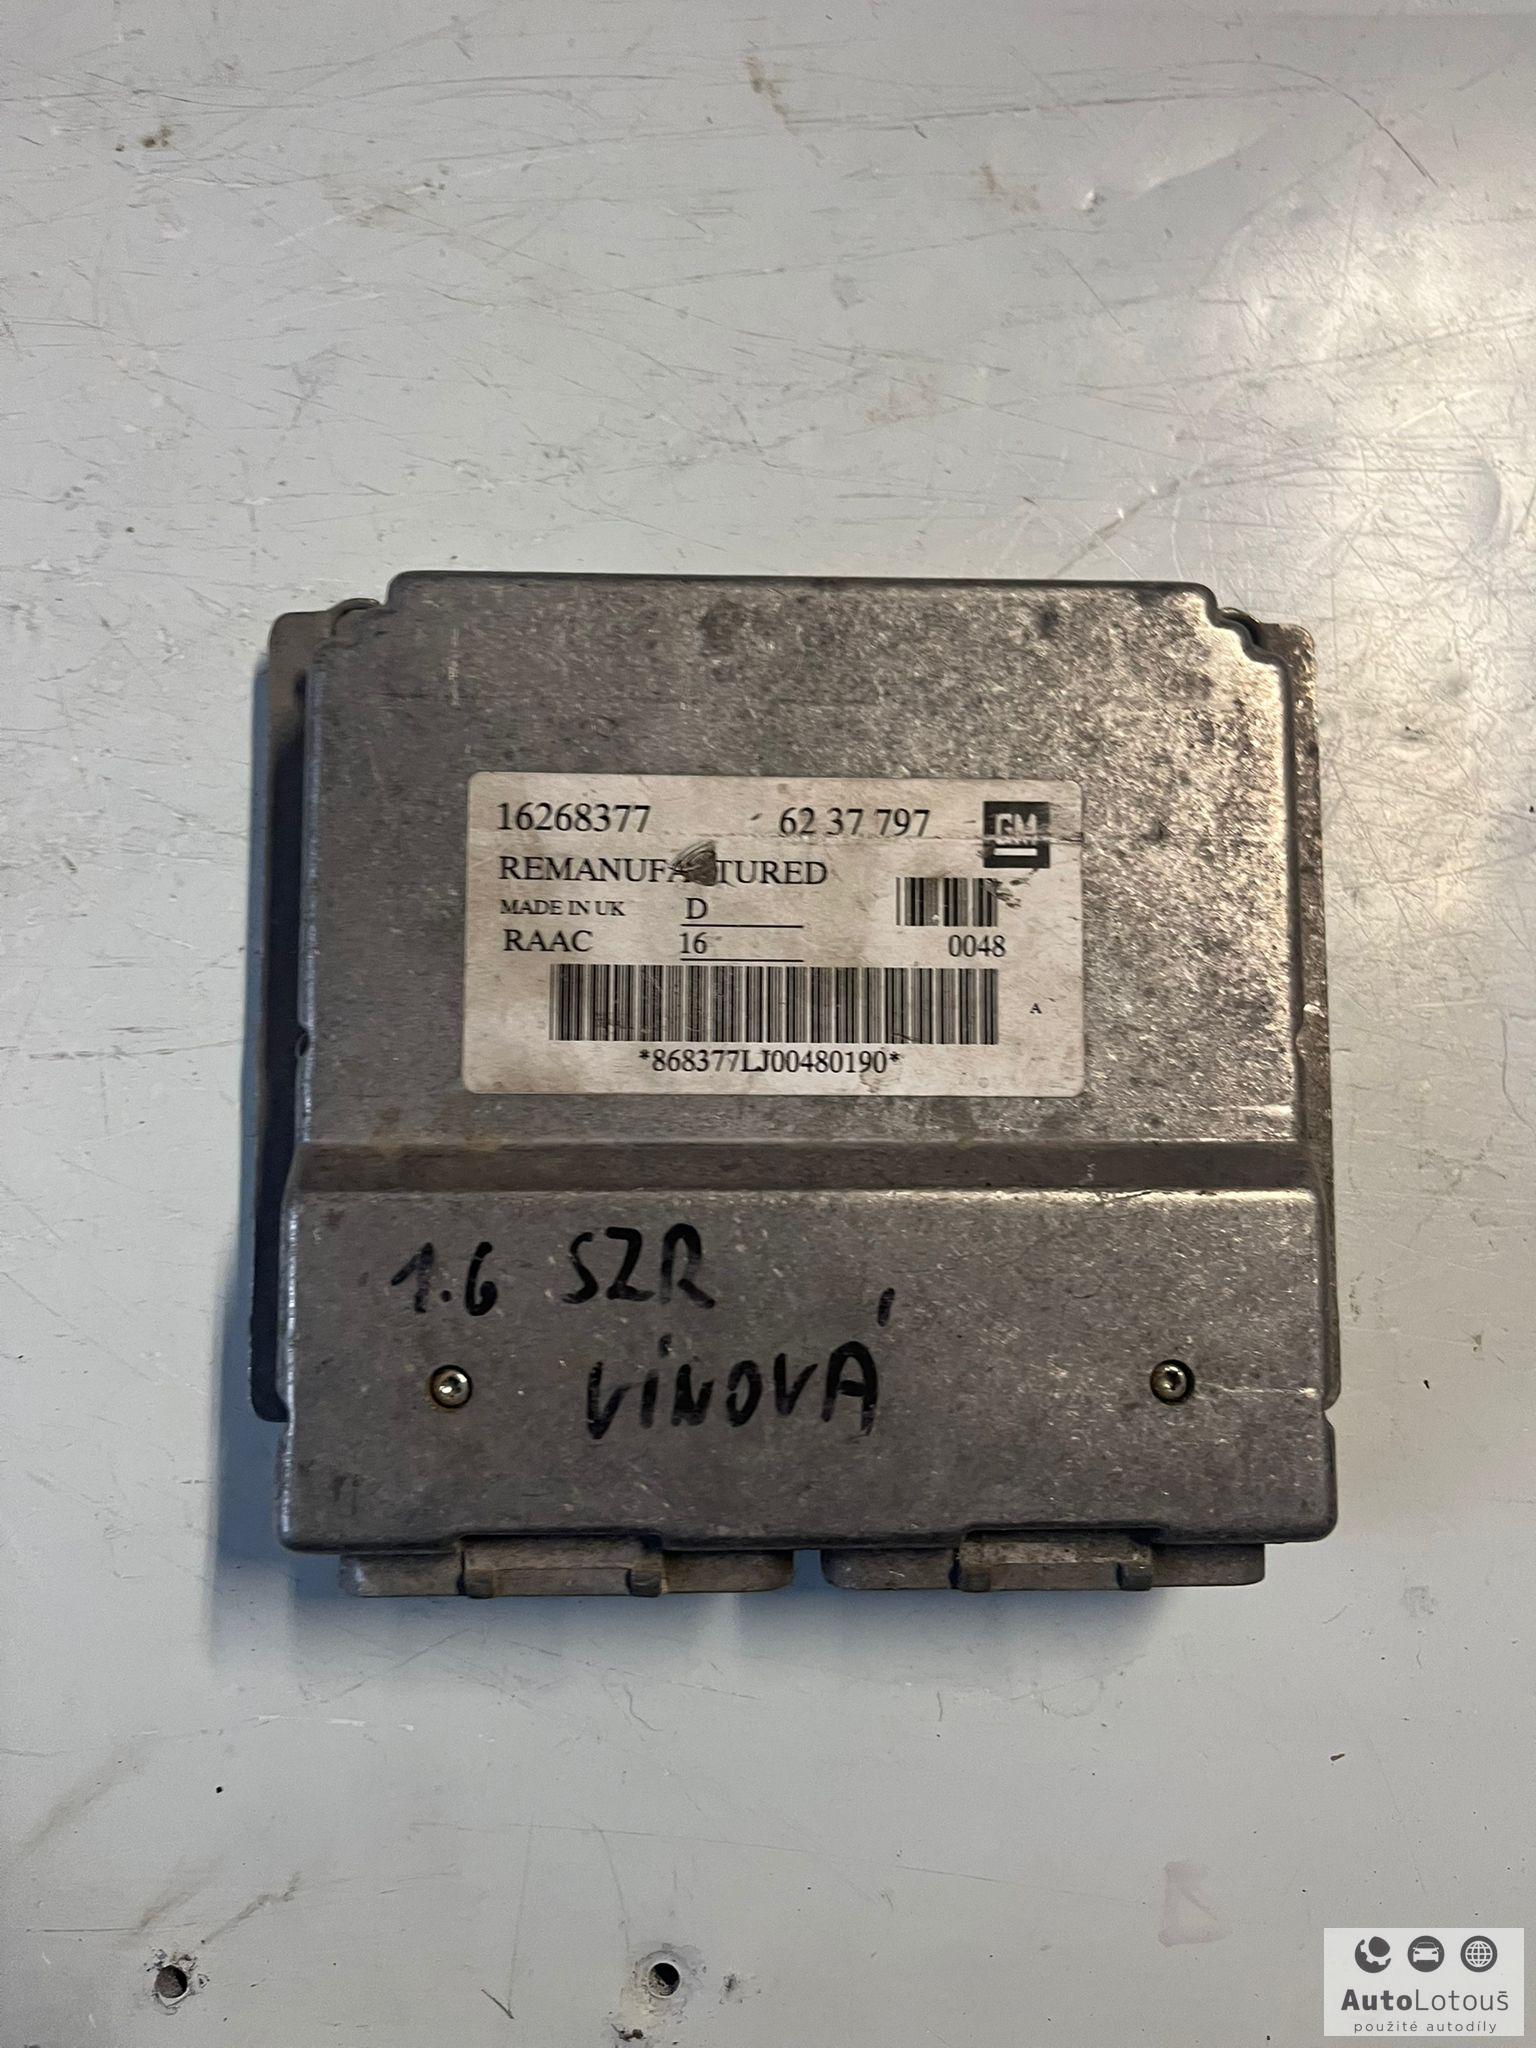 16268377 62 37 797 GM
REMANUFACTURED
MADE IN UK D
RAAC 16 0048
A
*868377LJ00480190*
1.6 SZR
VÍNOVÁ
AutoLotouš
použité autodíly